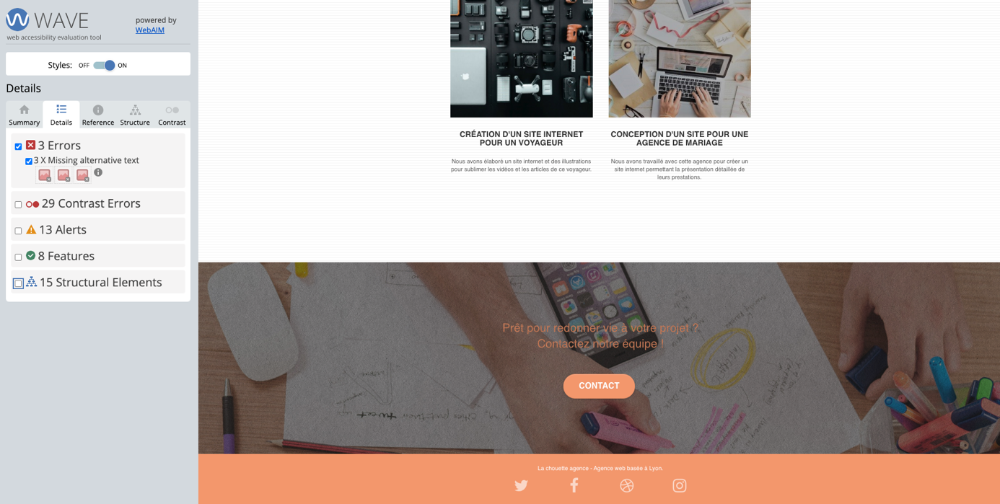 WAVE
web accessibility evaluation tool
powered by
WebAIM
Styles: OFF ON
Details
Summary Details Reference Structure Contrast
3 Errors
3 X Missing alternative text
29 Contrast Errors
13 Alerts
8 Features
15 Structural Elements
CRÉATION D'UN SITE INTERNET
POUR UN VOYAGEUR
Nous avons élaboré un site internet et des illustrations
pour sublimer les vidéos et les articles de ce voyageur.
CONCEPTION D'UN SITE POUR UNE
AGENCE DE MARIAGE
Nous avons travaillé avec cette agence pour créer un
site internet permettant la présentation détaillée de
leurs prestations.
Prêt pour redonner vie à votre projet ?
Contactez notre équipe !
CONTACT
La chouette agence - Agence web basée à Lyon.